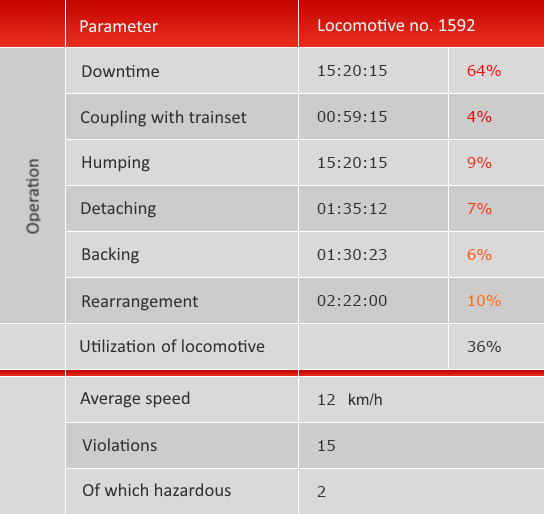 Parameter Locomotive no. 1592
Operation
Downtime 15:20:15 64%
Coupling with trainset 00:59:15 4%
Humping 15:20:15 9%
Detaching 01:35:12 7%
Backing 01:30:23 6%
Rearrangement 02:22:00 10%
Utilization of locomotive 36%
Average speed 12 km/h
Violations 15
Of which hazardous 2